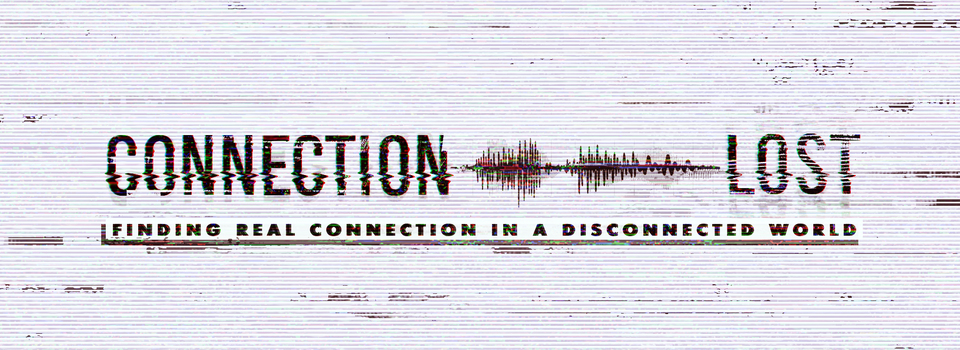 CONNECTION LOST
FINDING REAL CONNECTION IN A DISCONNECTED WORLD